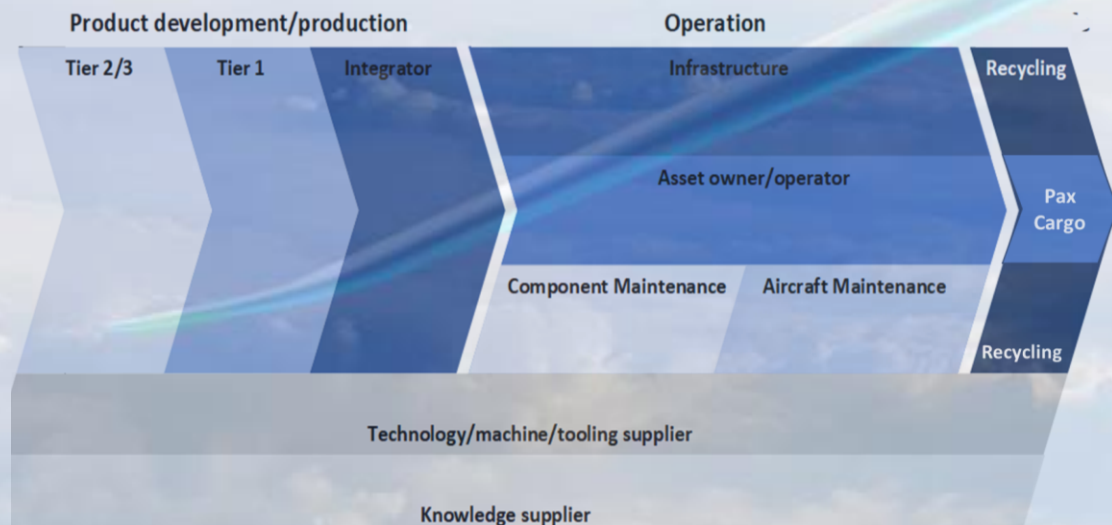 Product development/production
Operation
Tier 2/3
Tier 1
Integrator
Infrastructure
Recycling
Asset owner/operator
Pax
Cargo
Component Maintenance
Aircraft Maintenance
Recycling
Technology/machine/tooling supplier
Knowledge supplier